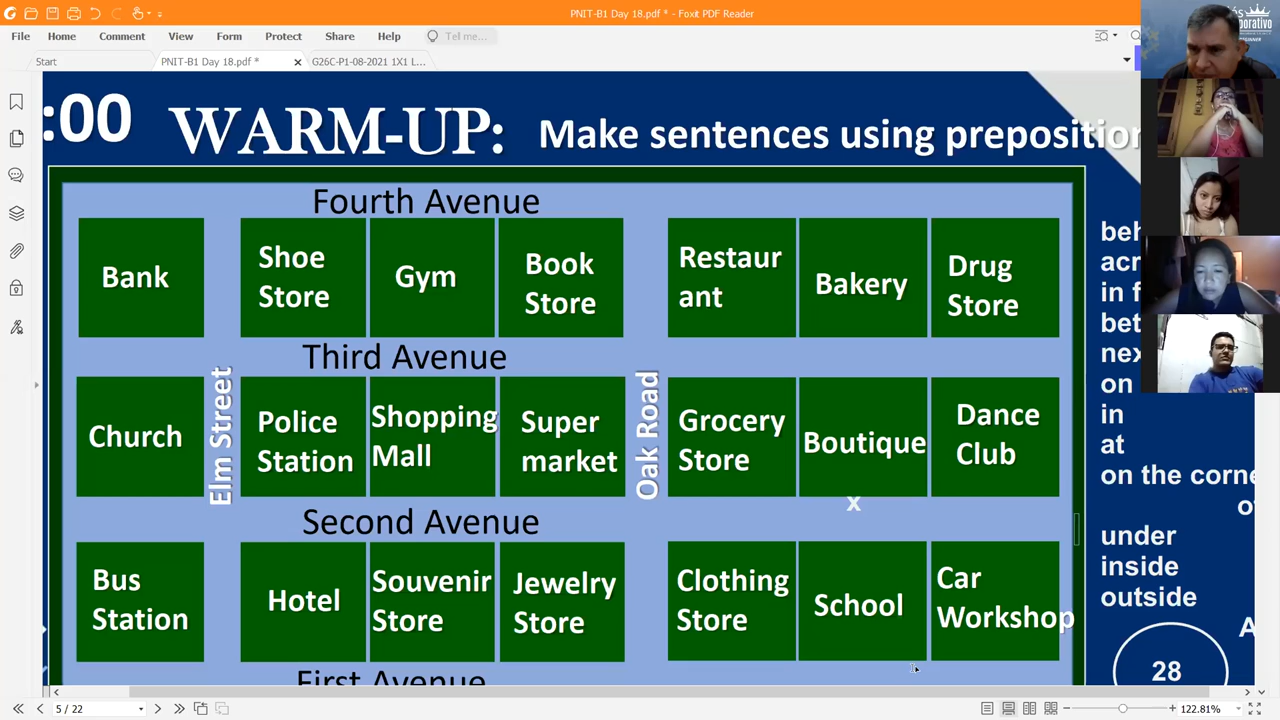 PNIT-B1 Day 18.pdf * - Foxit PDF Reader
File Home Comment View Form Protect Share Help Tell me...
Start PNIT-B1 Day 18.pdf * G26C-P1-08-2021 1X1 L...
:00 WARM-UP: Make sentences using preposition
Fourth Avenue
Bank
Shoe
Store
Gym
Book
Store
Restaur
ant
Bakery
Drug
Store
Third Avenue
Church
Elm Street
Police
Station
Shopping
Mall
Super
market
Oak Road
Grocery
Store
Boutique
Dance
Club
x
Second Avenue
Bus
Station
Hotel
Souvenir
Store
Jewelry
Store
Clothing
Store
School
Car
Workshop
First Avenue
beh
acr
in f
bet
nex
on
in
at
on the corne
o
under
inside
outside
A
28
5 / 22
122.81%